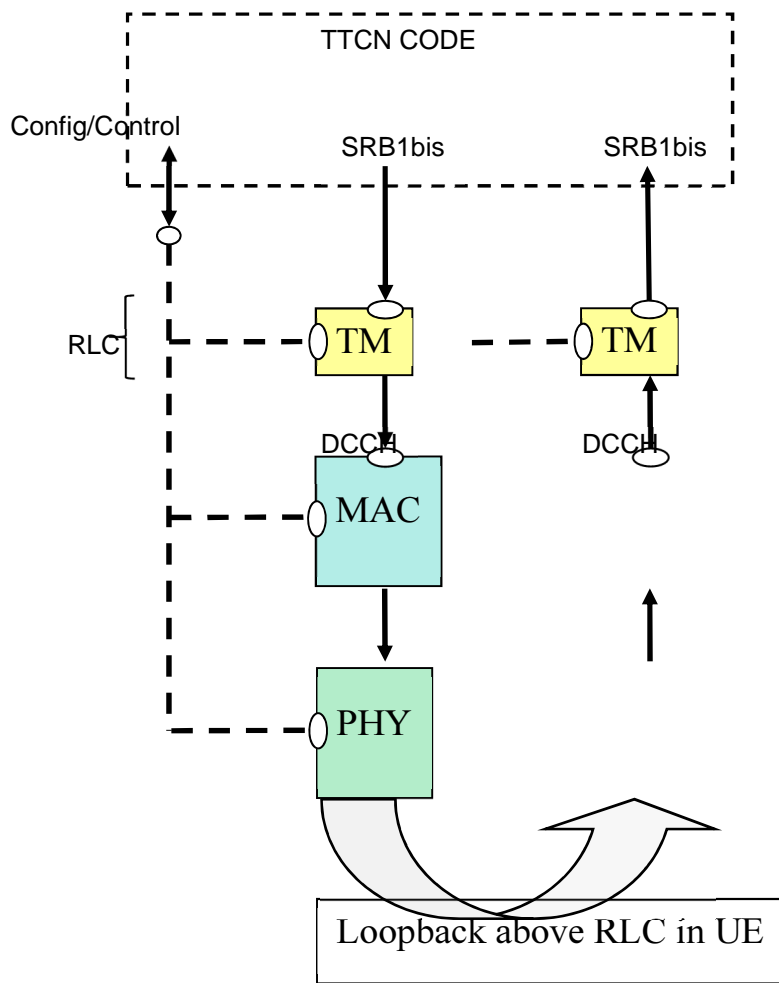 TTCN CODE
Config/Control
SRB1bis
SRB1bis
RLC
TM
TM
DCCH
DCCH
MAC
PHY
Loopback above RLC in UE